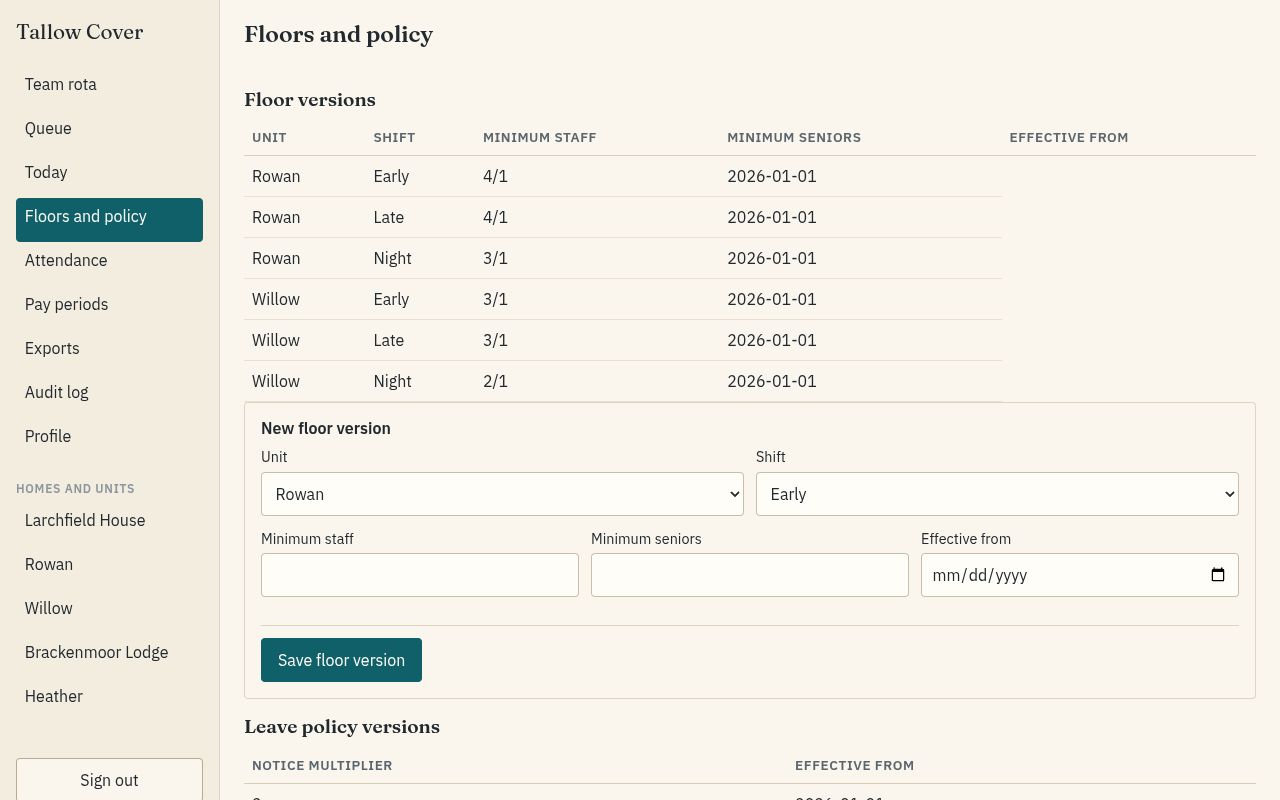 Tallow Cover
Team rota
Queue
Today
Floors and policy
Attendance
Pay periods
Exports
Audit log
Profile
HOMES AND UNITS
Larchfield House
Rowan
Willow
Brackenmoor Lodge
Heather
Sign out
Floors and policy
Floor versions
UNIT SHIFT MINIMUM STAFF MINIMUM SENIORS EFFECTIVE FROM
Rowan Early 4/1 2026-01-01
Rowan Late 4/1 2026-01-01
Rowan Night 3/1 2026-01-01
Willow Early 3/1 2026-01-01
Willow Late 3/1 2026-01-01
Willow Night 2/1 2026-01-01
New floor version
Unit Shift
Rowan Early
Minimum staff Minimum seniors Effective from
mm/dd/yyyy
Save floor version
Leave policy versions
NOTICE MULTIPLIER EFFECTIVE FROM